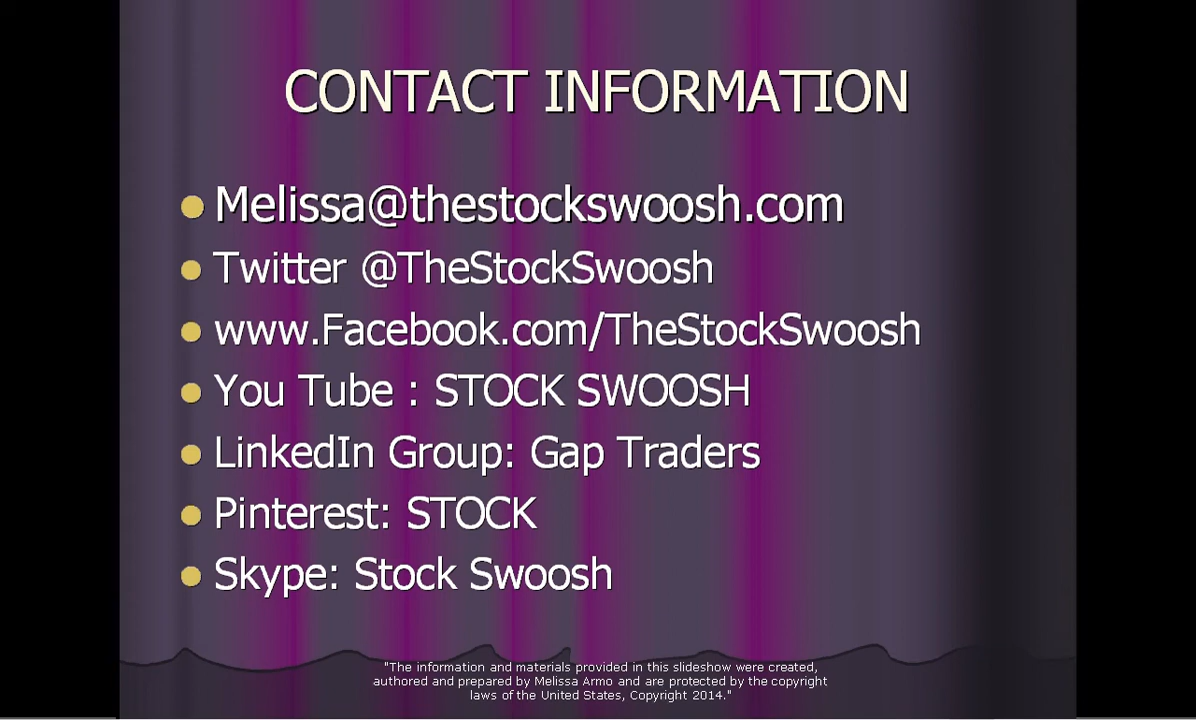 CONTACT INFORMATION
Melissa@thestockswoosh.com
Twitter @TheStockSwoosh
www.Facebook.com/TheStockSwoosh
You Tube : STOCK SWOOSH
LinkedIn Group: Gap Traders
Pinterest: STOCK
Skype: Stock Swoosh
"The information and materials provided in this slideshow were created,
authored and prepared by Melissa Armo and are protected by the copyright
laws of the United States, Copyright 2014."